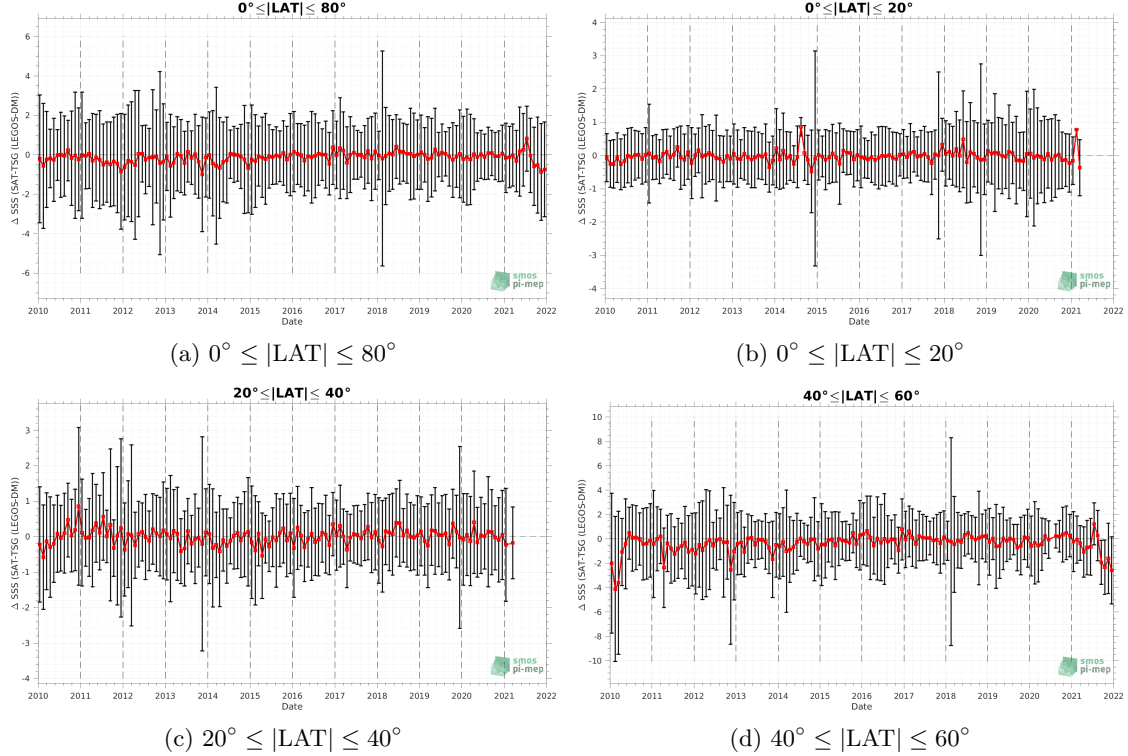 0°≤|LAT|≤ 80°
Δ SSS (SAT-TSG (LEGOS-DM))
6
4
2
0
-2
-4
-6
smos
pi-mep
2010 2011 2012 2013 2014 2015 2016 2017 2018 2019 2020 2021 2022
Date
(a) 0° ≤ |LAT| ≤ 80°
0°≤|LAT|≤ 20°
Δ SSS (SAT-TSG (LEGOS-DM))
4
3
2
1
0
-1
-2
-3
-4
smos
pi-mep
2010 2011 2012 2013 2014 2015 2016 2017 2018 2019 2020 2021 2022
Date
(b) 0° ≤ |LAT| ≤ 20°
20°≤|LAT|≤ 40°
Δ SSS (SAT-TSG (LEGOS-DM))
3
2
1
0
-1
-2
-3
-4
smos
pi-mep
2010 2011 2012 2013 2014 2015 2016 2017 2018 2019 2020 2021 2022
Date
(c) 20° ≤ |LAT| ≤ 40°
40°≤|LAT|≤ 60°
Δ SSS (SAT-TSG (LEGOS-DM))
10
8
6
4
2
0
-2
-4
-6
-8
-10
smos
pi-mep
2010 2011 2012 2013 2014 2015 2016 2017 2018 2019 2020 2021 2022
Date
(d) 40° ≤ |LAT| ≤ 60°